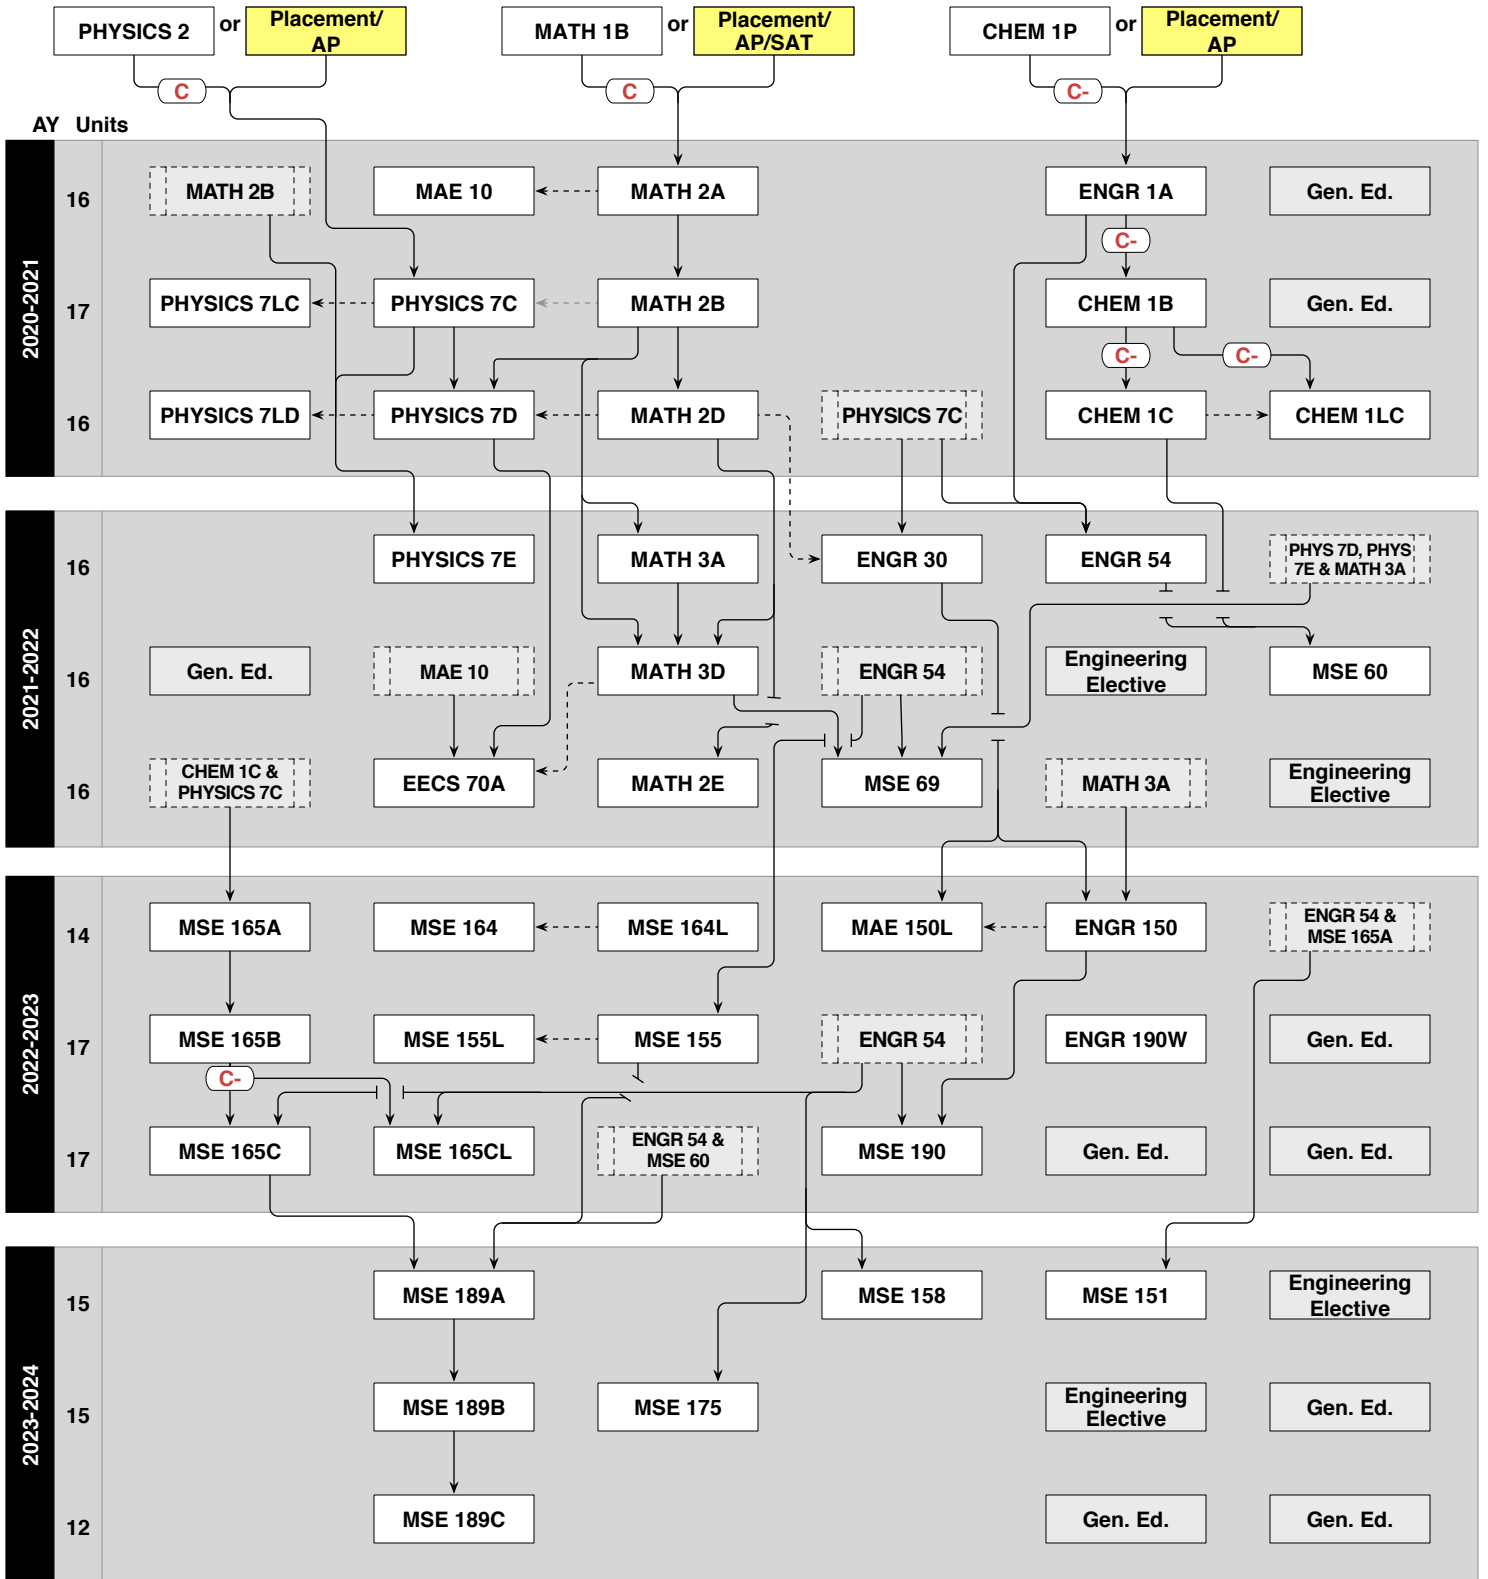 PHYSICS 2
or
Placement/
AP
MATH 1B
or
Placement/
AP/SAT
CHEM 1P
or
Placement/
AP
C
C
C-
AY Units
2020-2021
16
MATH 2B
MAE 10
MATH 2A
ENGR 1A
Gen. Ed.
C-
17
PHYSICS 7LC
PHYSICS 7C
MATH 2B
CHEM 1B
Gen. Ed.
C-
C-
16
PHYSICS 7LD
PHYSICS 7D
MATH 2D
PHYSICS 7C
CHEM 1C
CHEM 1LC
2021-2022
16
PHYSICS 7E
MATH 3A
ENGR 30
ENGR 54
PHYS 7D, PHYS
7E & MATH 3A
16
Gen. Ed.
MAE 10
MATH 3D
ENGR 54
Engineering
Elective
MSE 60
16
CHEM 1C &
PHYSICS 7C
EECS 70A
MATH 2E
MSE 69
MATH 3A
Engineering
Elective
2022-2023
14
MSE 165A
MSE 164
MSE 164L
MAE 150L
ENGR 150
ENGR 54 &
MSE 165A
17
MSE 165B
MSE 155L
MSE 155
ENGR 54
ENGR 190W
Gen. Ed.
C-
17
MSE 165C
MSE 165CL
ENGR 54 &
MSE 60
MSE 190
Gen. Ed.
Gen. Ed.
2023-2024
15
MSE 189A
MSE 158
MSE 151
Engineering
Elective
15
MSE 189B
MSE 175
Engineering
Elective
Gen. Ed.
12
MSE 189C
Gen. Ed.
Gen. Ed.